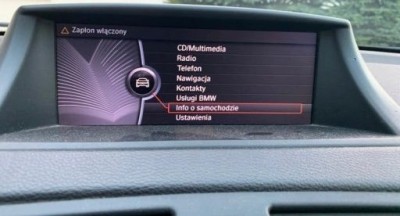 Zapłon włączony
CD/Multimedia
Radio
Telefon
Nawigacja
Kontakty
Usługi BMW
Info o samochodzie
Ustawienia